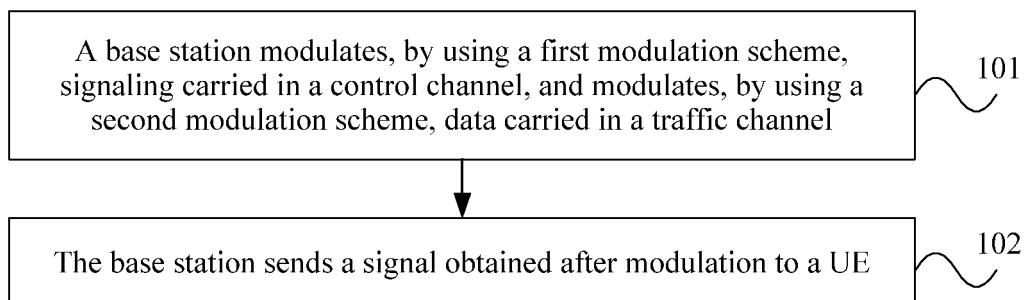 A base station modulates, by using a first modulation scheme,
signaling carried in a control channel, and modulates, by using a
second modulation scheme, data carried in a traffic channel
101
The base station sends a signal obtained after modulation to a UE
102